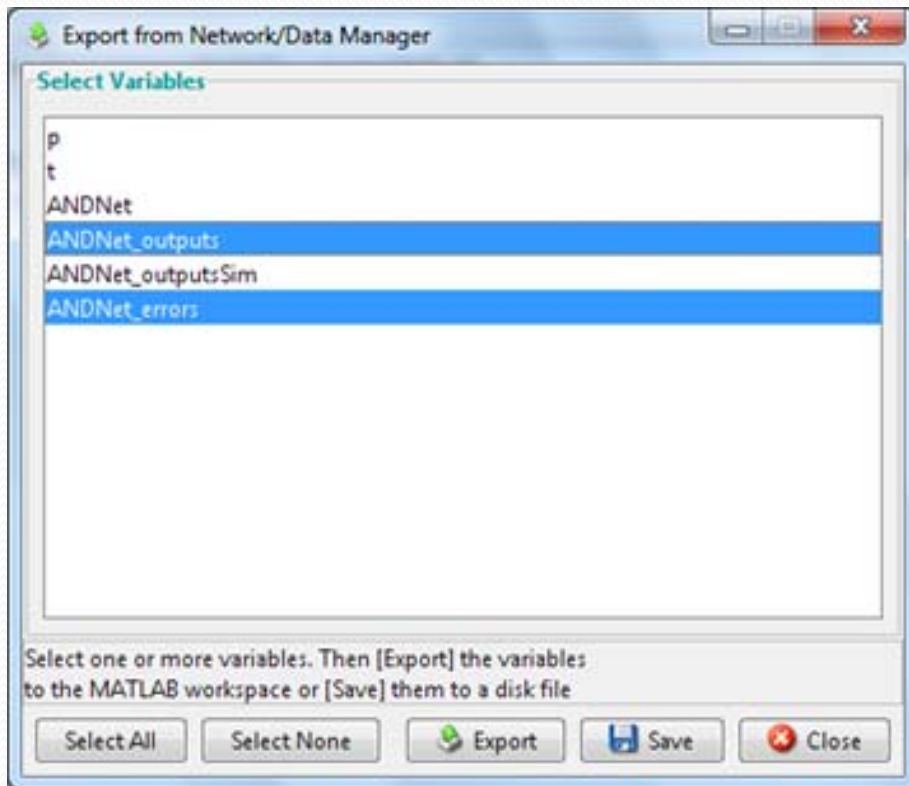 Export from Network/Data Manager
Select Variables
p
t
ANDNet
ANDNet_outputs
ANDNet_outputsSim
ANDNet_errors
Select one or more variables. Then [Export] the variables
to the MATLAB workspace or [Save] them to a disk file
Select All Select None Export Save Close